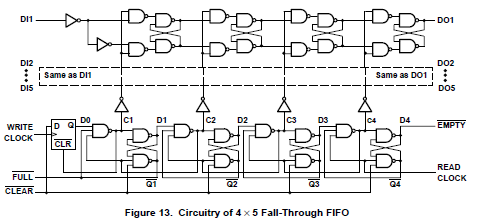 DI1 DO1
DI2 DO2
Same as DI1 Same as DO1
DI5 DO5
D Q D0 C1 D1 C2 D2 C3 D3 C4 D4 EMPTY
WRITE
CLOCK
CLR
READ
CLOCK
FULL
CLEAR Q1 Q2 Q3 Q4
Figure 13. Circuitry of 4 × 5 Fall-Through FIFO